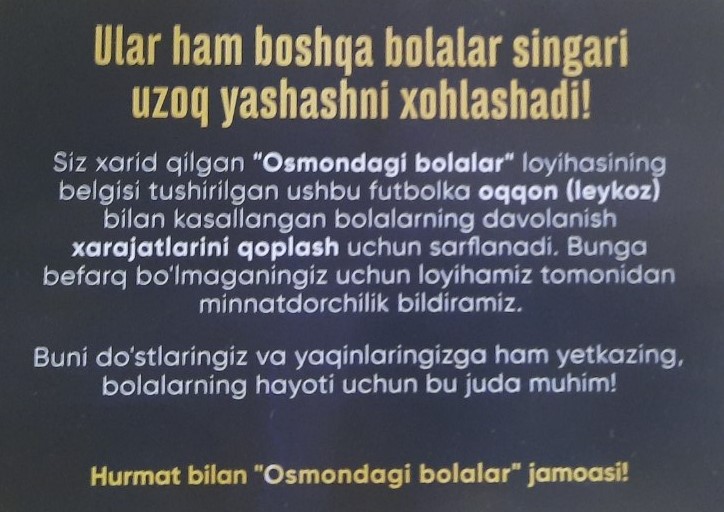 Ular ham boshqa bolalar singari
uzoq yashashni xohlashadi!
Siz xarid qilgan "Osmondagi bolalar" loyihasining
belgisi tushirilgan ushbu futbolka oqqon (leykoz)
bilan kasallangan bolalarning davolanish
xarajatlarini qoplash uchun sarflanadi. Bunga
befarq bo'lmaganingiz uchun loyihamiz tomonidan
minnatdorchilik bildiramiz.
Buni do'stlaringiz va yaqinlaringizga ham yetkazing,
bolalarning hayoti uchun bu juda muhim!
Hurmat bilan "Osmondagi bolalar" jamoasi!